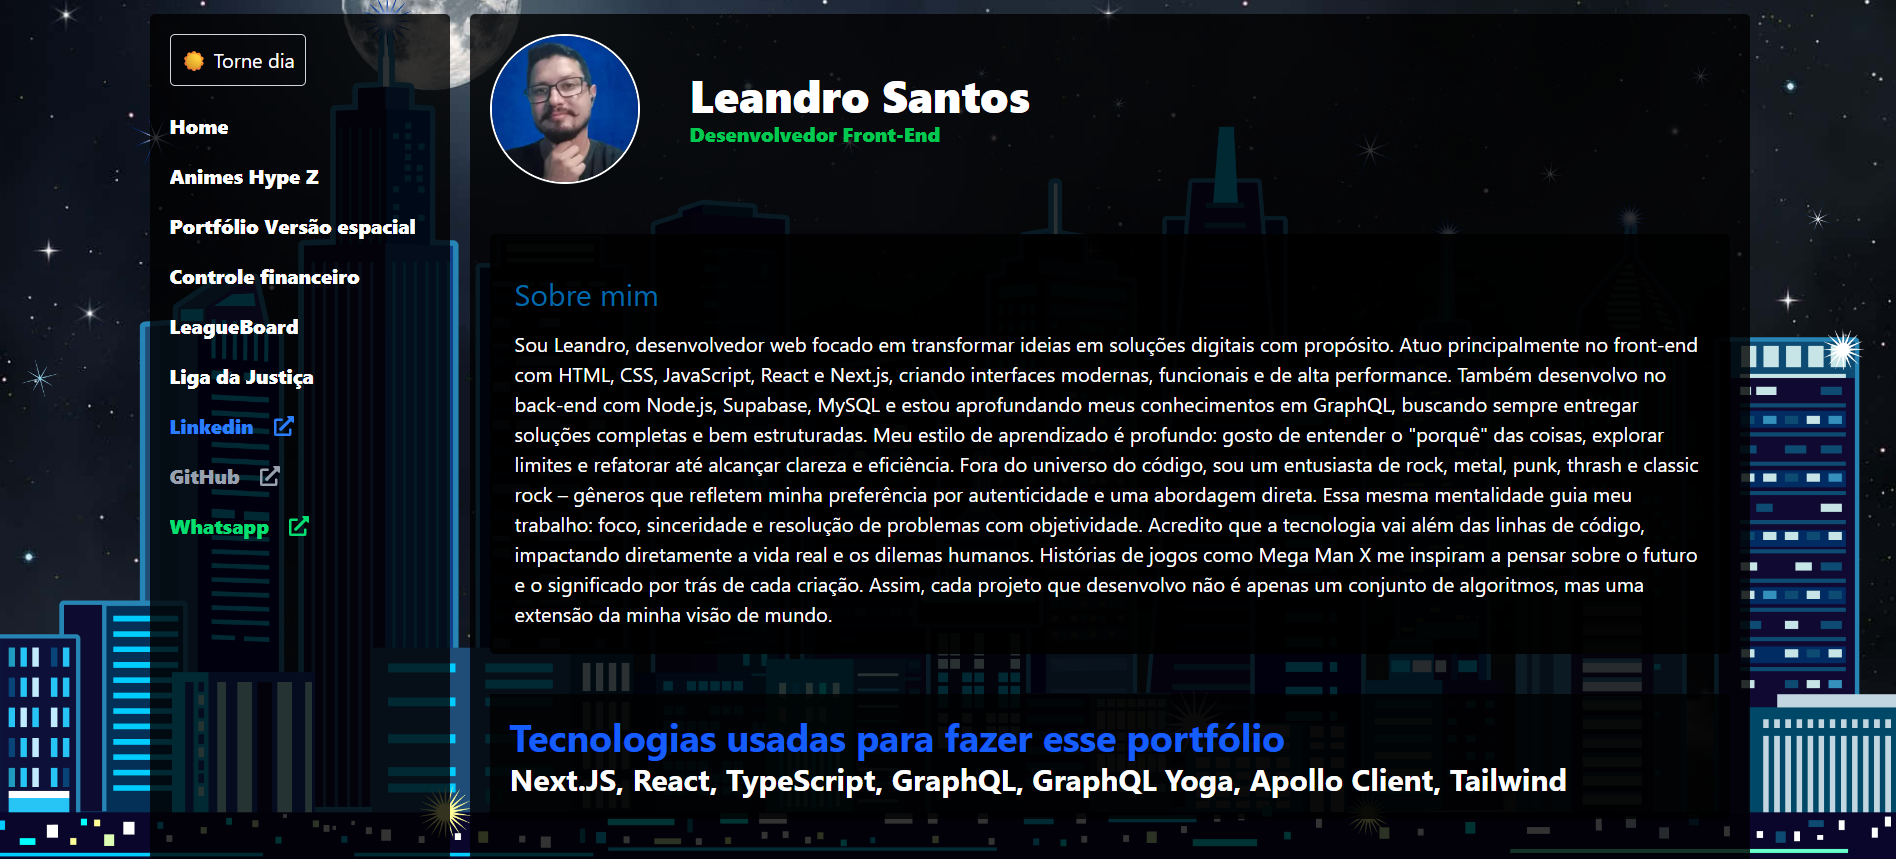 Torne dia
Home
Animes Hype Z
Portfólio Versão espacial
Controle financeiro
LeagueBoard
Liga da Justiça
Linkedin
GitHub
Whatsapp
Leandro Santos
Desenvolvedor Front-End
Sobre mim
Sou Leandro, desenvolvedor web focado em transformar ideias em soluções digitais com propósito. Atuo principalmente no front-end
com HTML, CSS, JavaScript, React e Next.js, criando interfaces modernas, funcionais e de alta performance. Também desenvolvo no
back-end com Node.js, Supabase, MySQL e estou aprofundando meus conhecimentos em GraphQL, buscando sempre entregar
soluções completas e bem estruturadas. Meu estilo de aprendizado é profundo: gosto de entender o "porquê" das coisas, explorar
limites e refatorar até alcançar clareza e eficiência. Fora do universo do código, sou um entusiasta de rock, metal, punk, thrash e classic
rock – gêneros que refletem minha preferência por autenticidade e uma abordagem direta. Essa mesma mentalidade guia meu
trabalho: foco, sinceridade e resolução de problemas com objetividade. Acredito que a tecnologia vai além das linhas de código,
impactando diretamente a vida real e os dilemas humanos. Histórias de jogos como Mega Man X me inspiram a pensar sobre o futuro
e o significado por trás de cada criação. Assim, cada projeto que desenvolvo não é apenas um conjunto de algoritmos, mas uma
extensão da minha visão de mundo.
Tecnologias usadas para fazer esse portfólio
Next.JS, React, TypeScript, GraphQL, GraphQL Yoga, Apollo Client, Tailwind